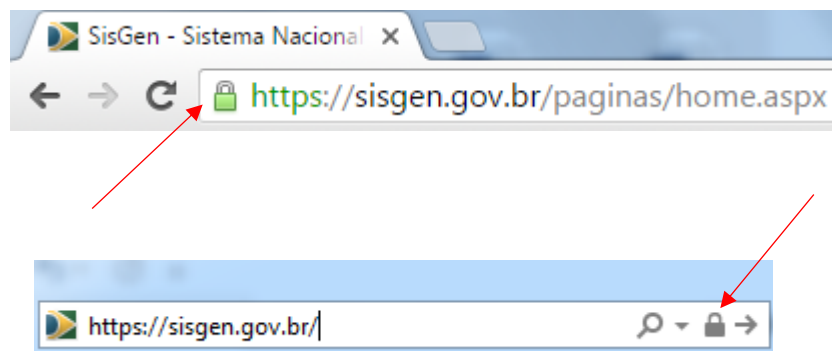 SisGen - Sistema Nacional
https://sisgen.gov.br/paginas/home.aspx
https://sisgen.gov.br/